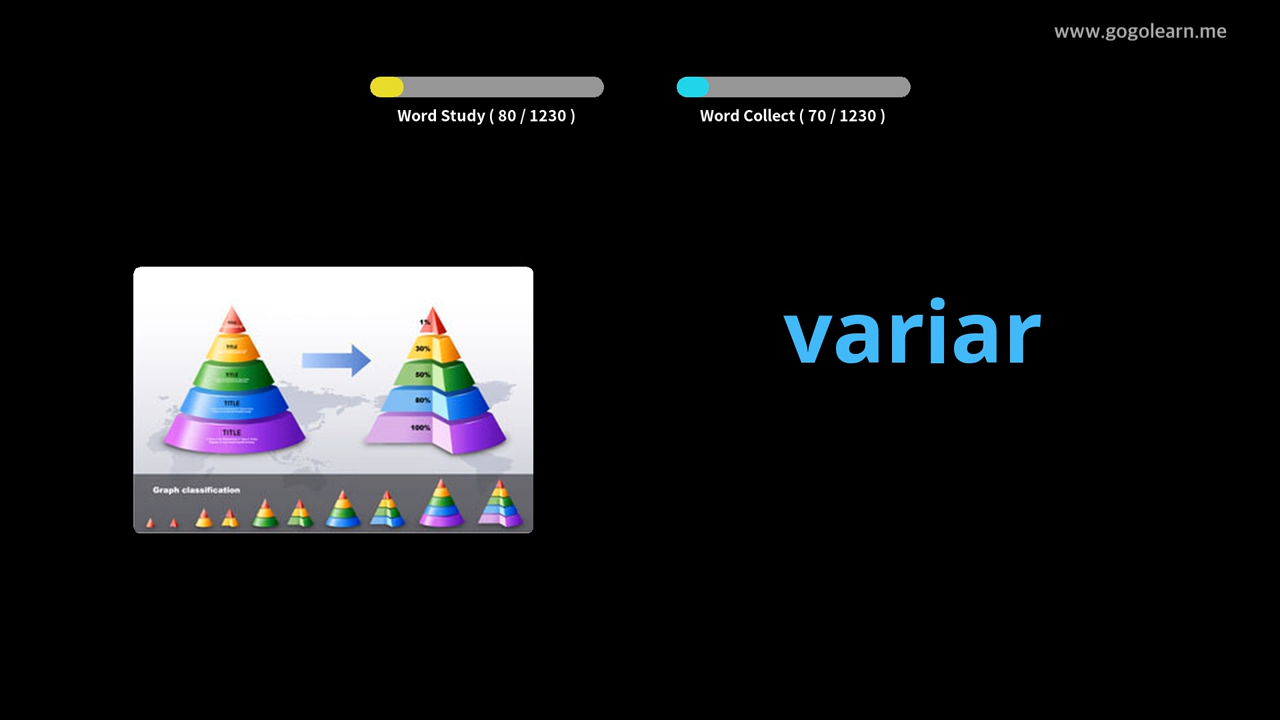 www.gogolearn.me
Word Study ( 80 / 1230 )
Word Collect ( 70 / 1230 )
variar
TITLE
TITLE
TITLE
TITLE
1%
30%
50%
80%
100%
Graph classification